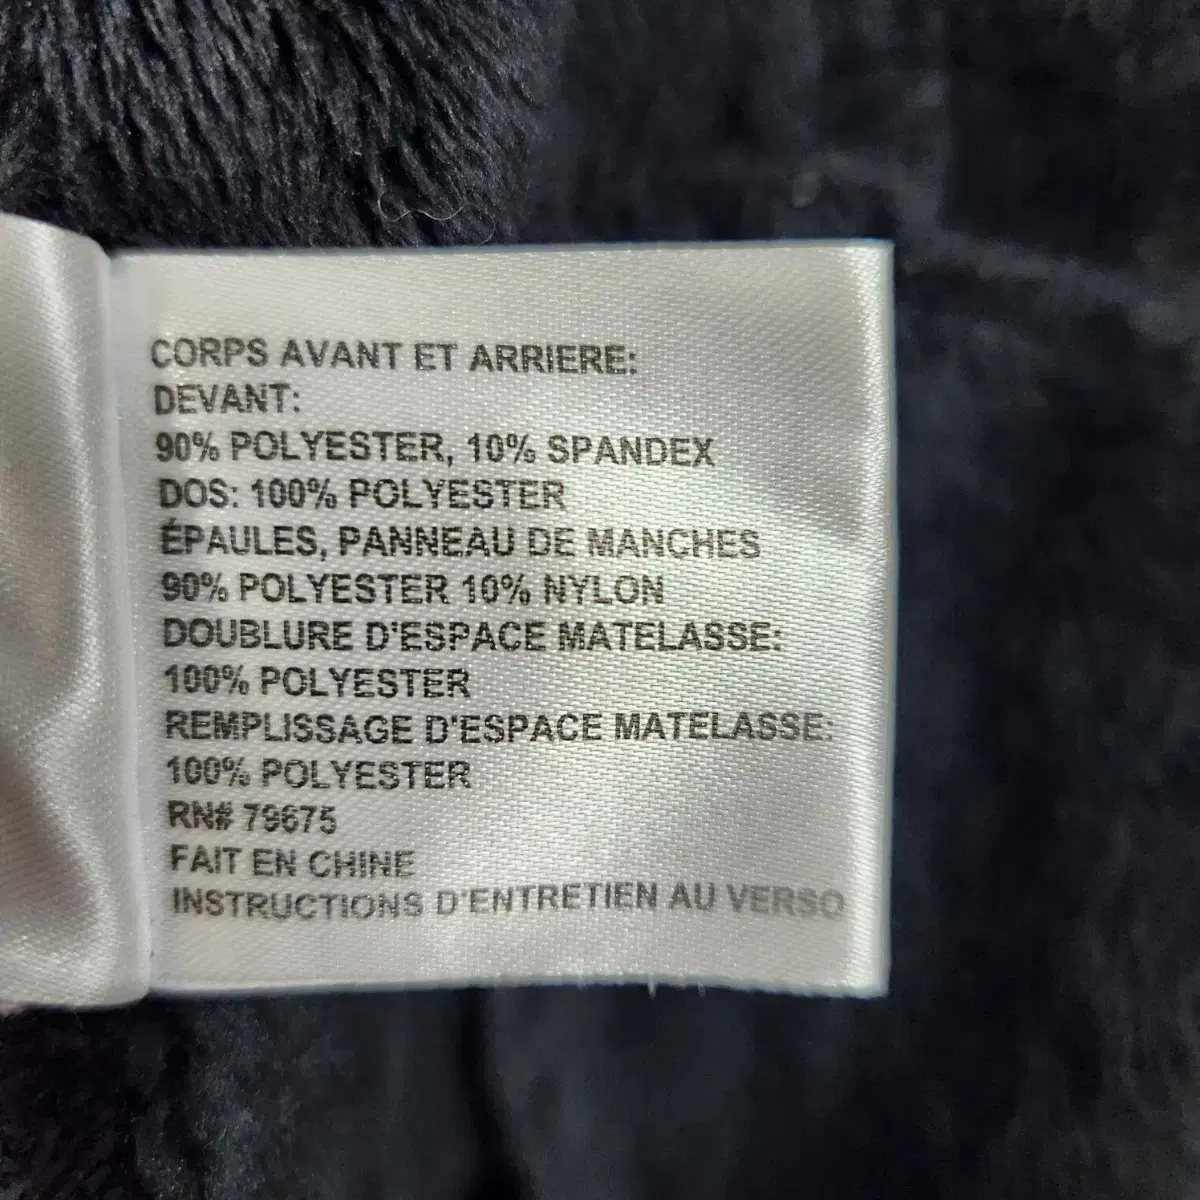 CORPS AVANT ET ARRIERE:
DEVANT:
90% POLYESTER, 10% SPANDEX
DOS: 100% POLYESTER
ÉPAULES, PANNEAU DE MANCHES
90% POLYESTER 10% NYLON
DOUBLURE D'ESPACE MATELASSE:
100% POLYESTER
REMPLISSAGE D'ESPACE MATELASSE:
100% POLYESTER
RN# 79675
FAIT EN CHINE
INSTRUCTIONS D'ENTRETIEN AU VERSO